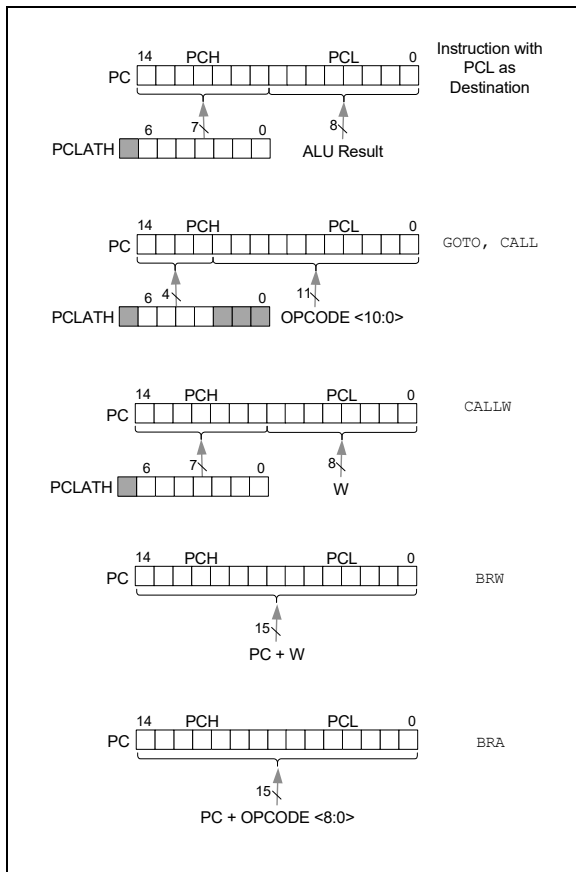 14 PCH PCL 0
PC
Instruction with
PCL as
Destination
6 7 0 8
PCLATH
ALU Result
14 PCH PCL 0
PC
GOTO, CALL
6 4 0 11
PCLATH
OPCODE <10:0>
14 PCH PCL 0
PC
CALLW
6 7 0 8
PCLATH
W
14 PCH PCL 0
PC
BRW
15
PC + W
14 PCH PCL 0
PC
BRA
15
PC + OPCODE <8:0>